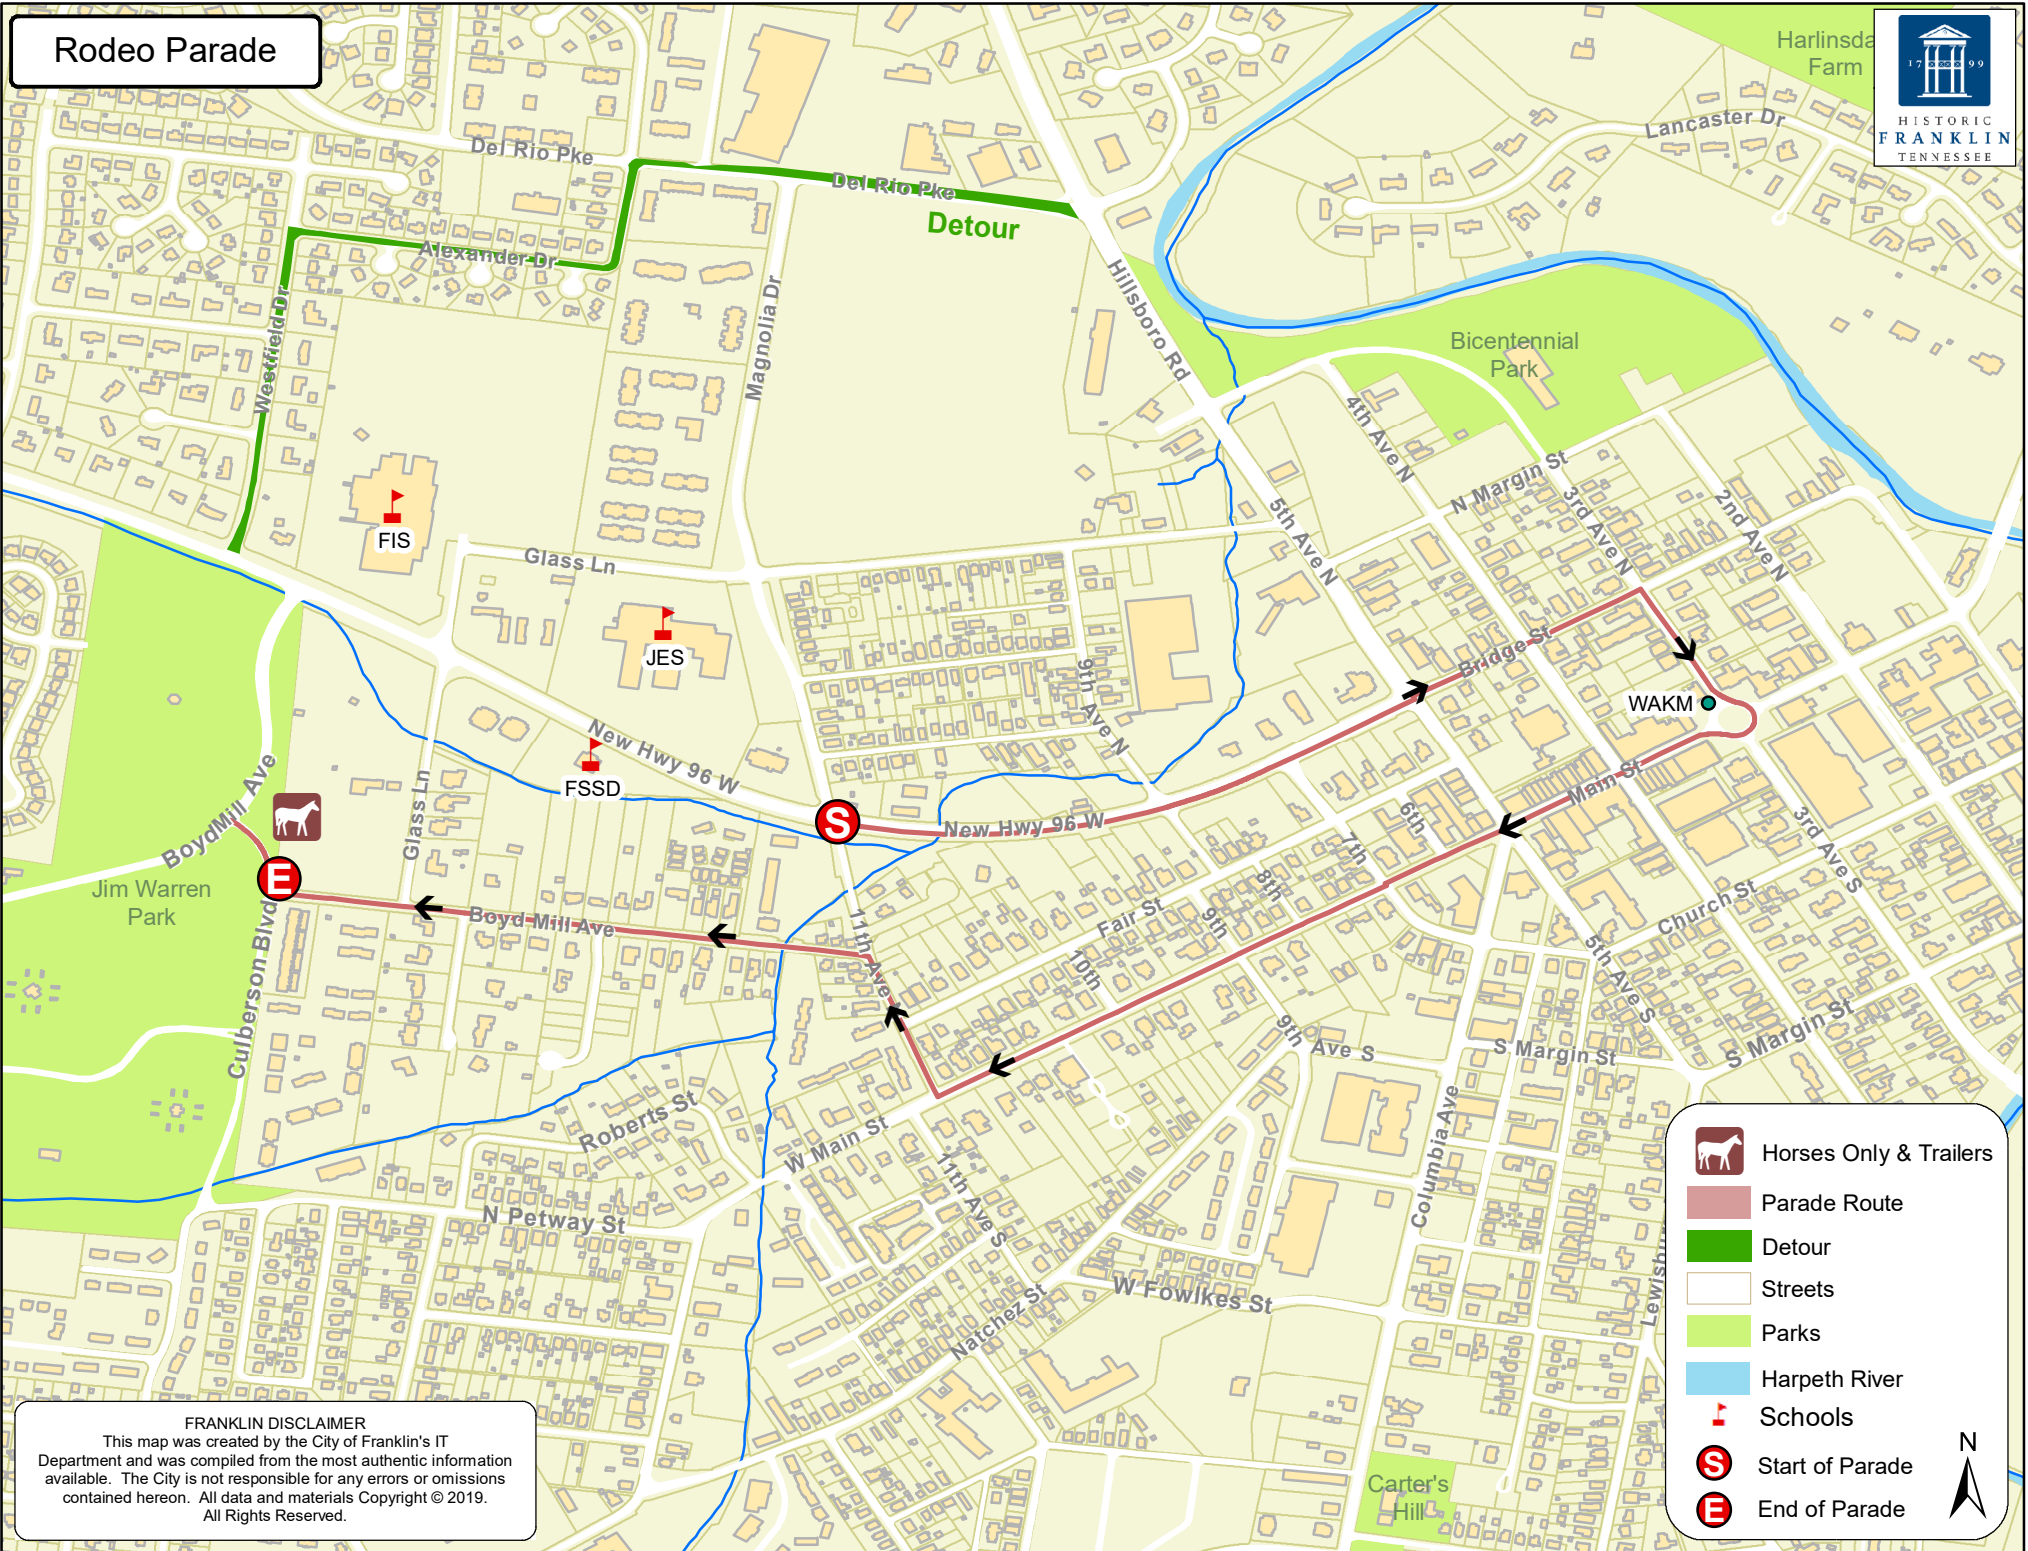 Rodeo Parade
Harlinsda
Farm
17 99
HISTORIC
FRANKLIN
TENNESSEE
Lancaster Dr
Del Rio Pke
Del Rio Pke
Detour
Alexander Dr
Westfield Dr
Magnolia Dr
Hillsboro Rd
Bicentennial
Park
4th Ave N
N Margin St
3rd Ave N
2nd Ave N
5th Ave N
FIS
Glass Ln
JES
9th Ave N
Bridge St
WAKM
New Hwy 96 W
FSSD
Main St
S
New Hwy 96 W
6th
7th
8th
9th
10th
3rd Ave S
BoydMill Ave
Glass Ln
E
Jim Warren
Park
Boyd Mill Ave
11th Ave
Fair St
Church St
5th Ave S
Culberson Blvd
9th Ave S
S Margin St
S Margin St
Roberts St
W Main St
Columbia Ave
11th Ave S
N Petway St
W Fowlkes St
Natchez St
Lewisbu
Carter's
Hill
Horses Only & Trailers
Parade Route
Detour
Streets
Parks
Harpeth River
Schools
S Start of Parade
E End of Parade
N
FRANKLIN DISCLAIMER
This map was created by the City of Franklin's IT
Department and was compiled from the most authentic information
available. The City is not responsible for any errors or omissions
contained hereon. All data and materials Copyright © 2019.
All Rights Reserved.